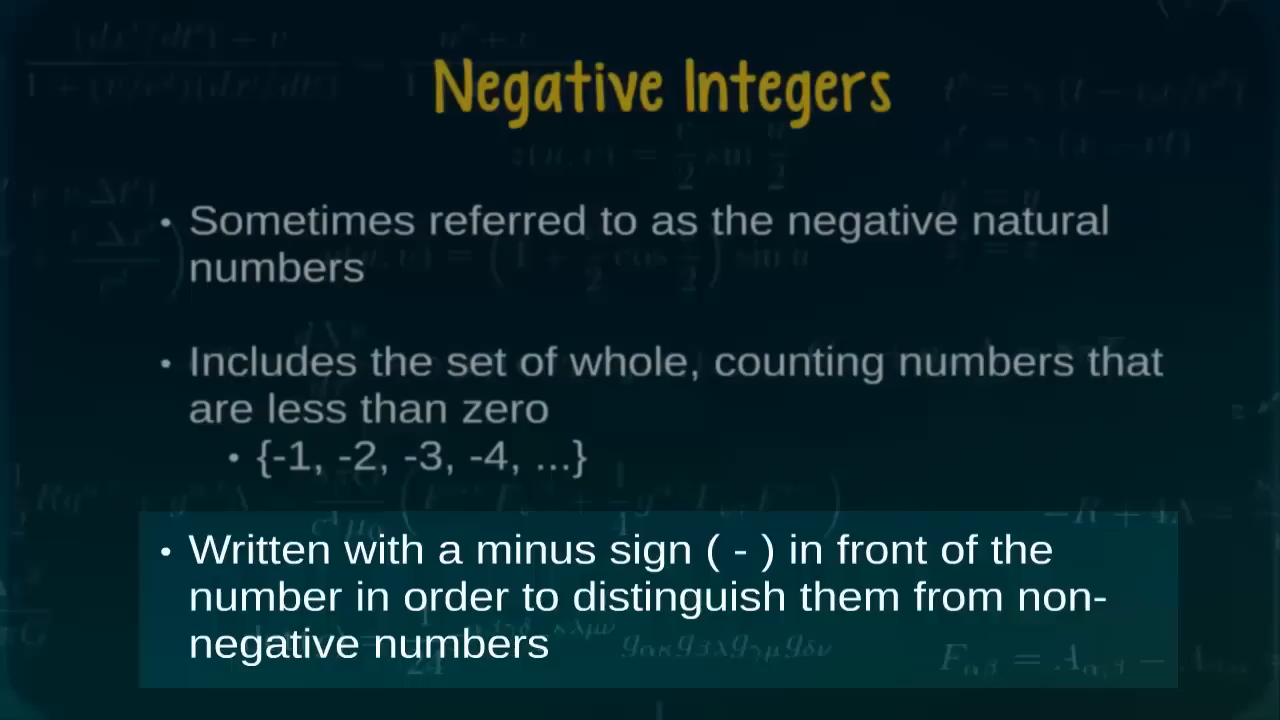 Negative Integers
• Sometimes referred to as the negative natural
numbers
• Includes the set of whole, counting numbers that
are less than zero
• {-1, -2, -3, -4, ...}
• Written with a minus sign ( - ) in front of the
number in order to distinguish them from non-
negative numbers